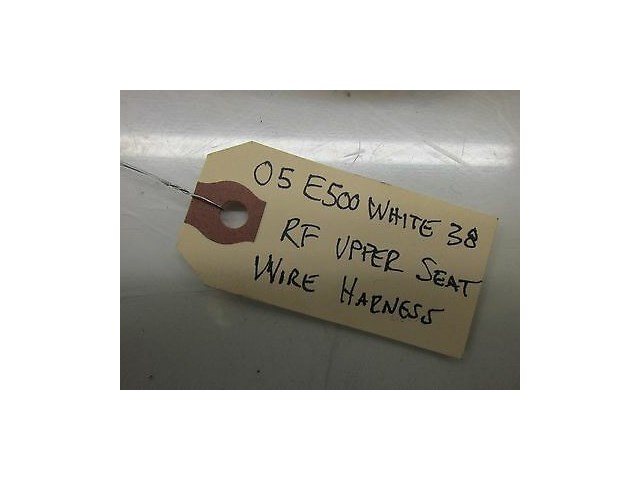 05 E500 WHITE 38
RF UPPER SEAT
WIRE HARNESS